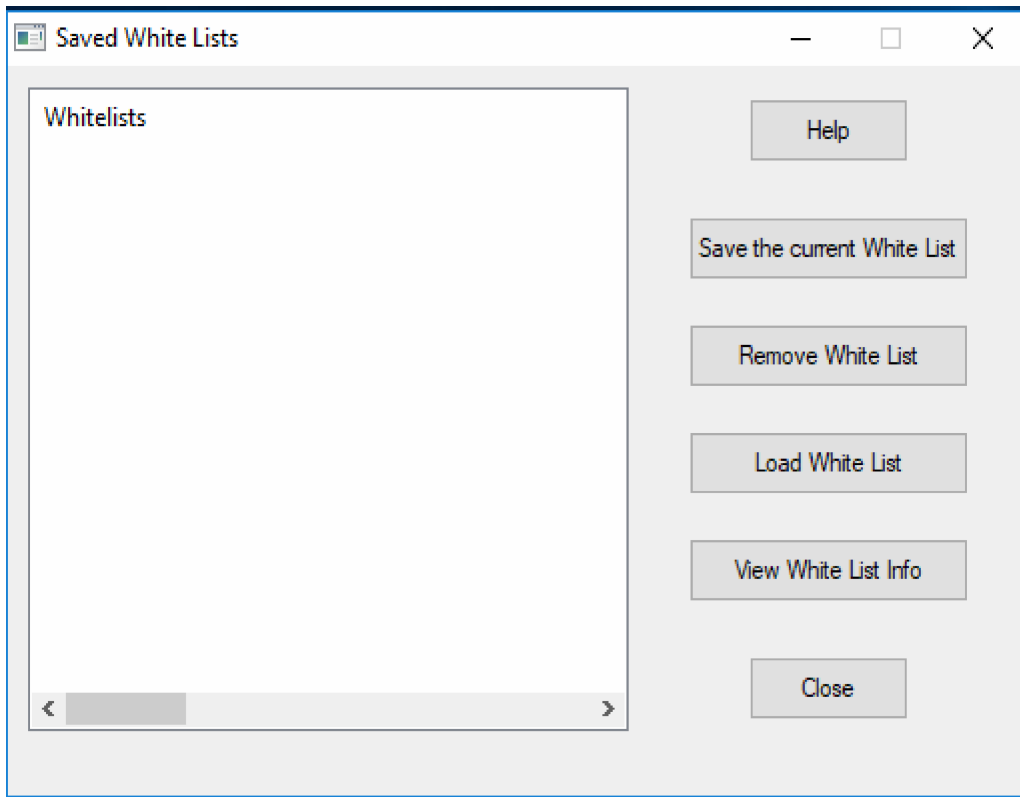 Saved White Lists
Whitelists
Help
Save the current White List
Remove White List
Load White List
View White List Info
Close